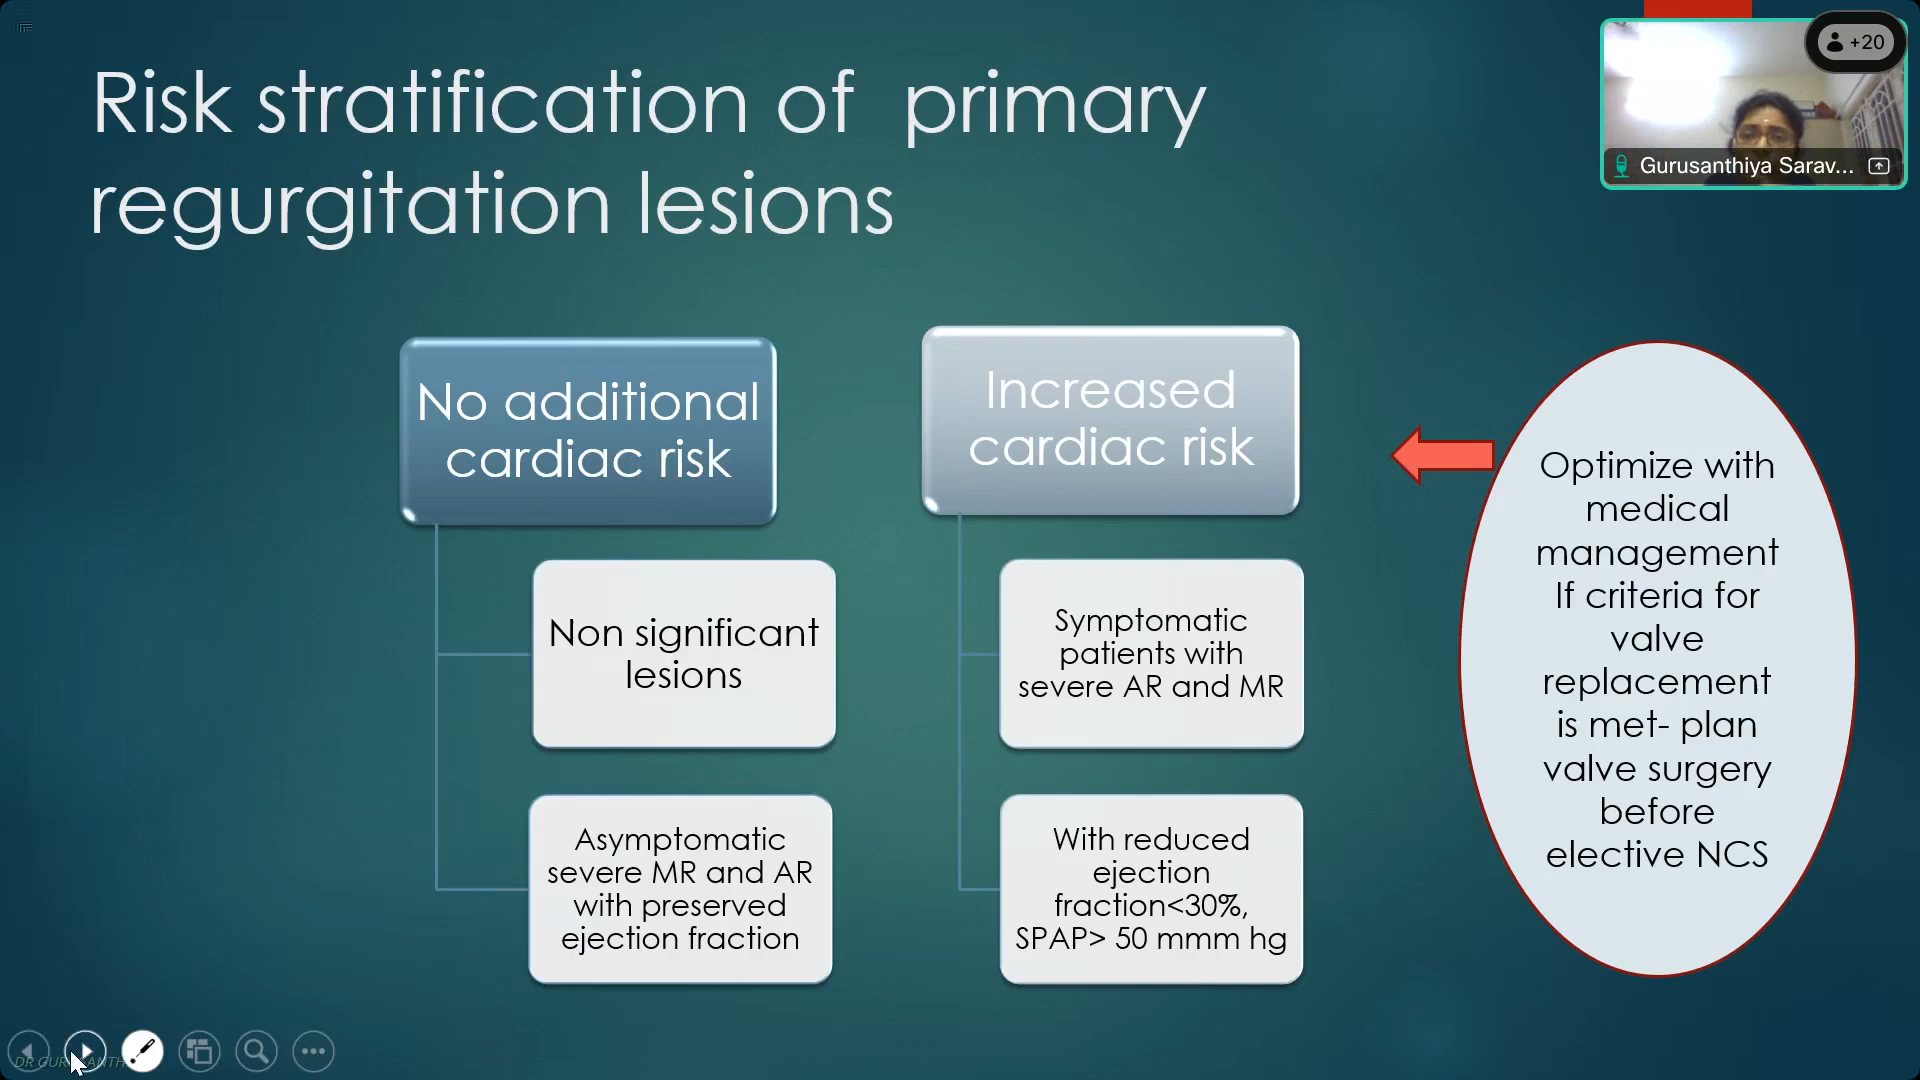 Risk stratification of primary
regurgitation lesions
+20
Gurusanthiya Sarav...
No additional
cardiac risk
Non significant
lesions
Asymptomatic
severe MR and AR
with preserved
ejection fraction
Increased
cardiac risk
Symptomatic
patients with
severe AR and MR
With reduced
ejection
fraction<30%,
SPAP> 50 mmm hg
Optimize with
medical
management
If criteria for
valve
replacement
is met- plan
valve surgery
before
elective NCS
DR